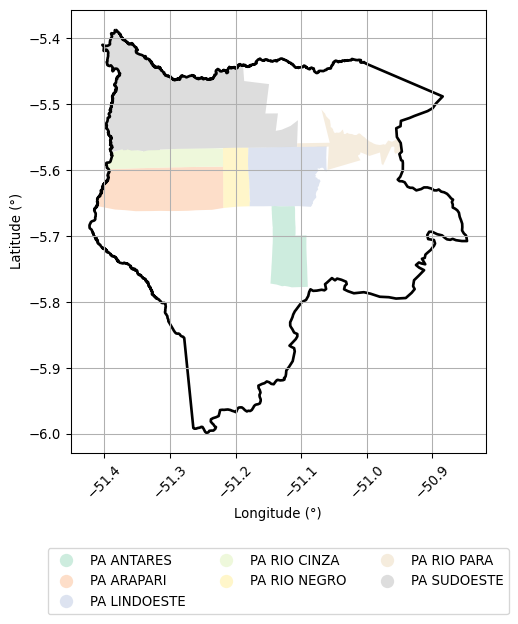 −5.4
−5.5
−5.6
−5.7
−5.8
−5.9
−6.0
Latitude (°)
−51.4
−51.3
−51.2
−51.1
−51.0
−50.9
Longitude (°)
PA ANTARES
PA ARAPARI
PA LINDOESTE
PA RIO CINZA
PA RIO NEGRO
PA RIO PARA
PA SUDOESTE